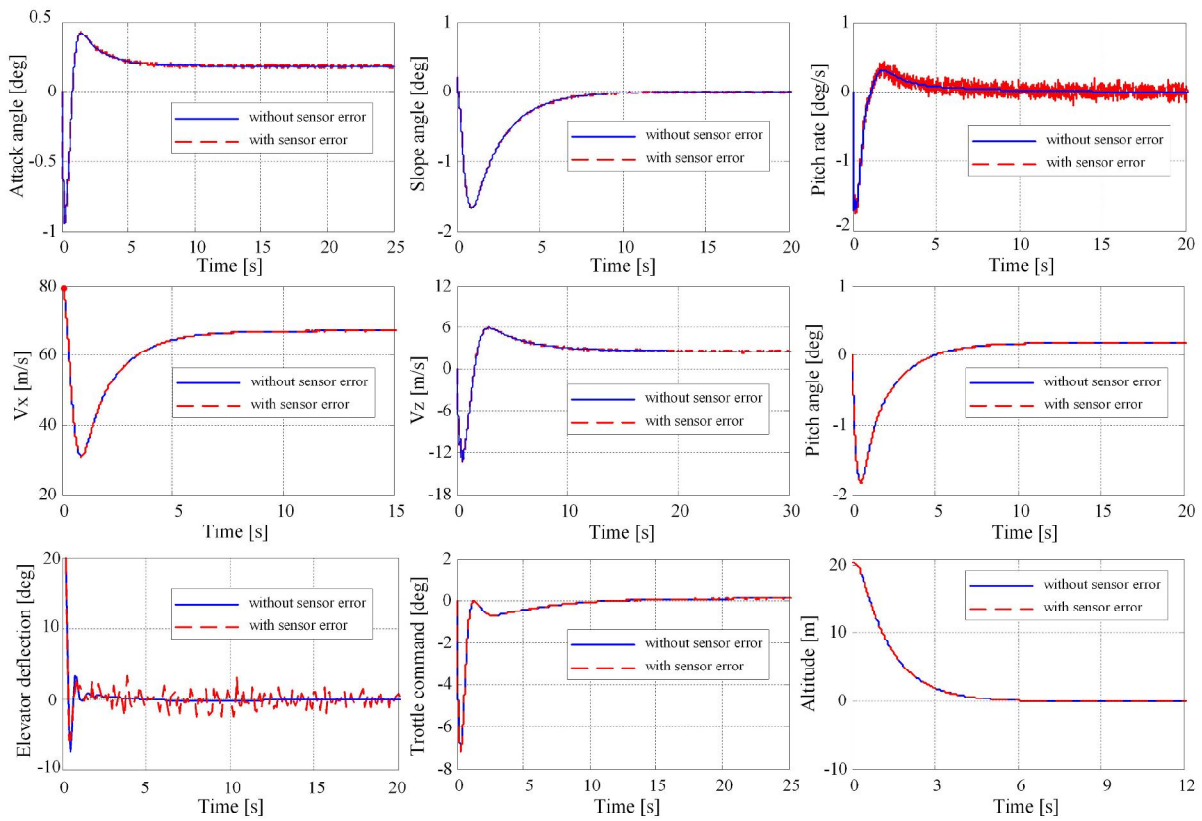 Attack angle [deg]
0.5
0
-0.5
-1
0 5 10 15 20 25
Time [s]
without sensor error
with sensor error
Slope angle [deg]
1
0
-1
-2
0 5 10 15 20
Time [s]
without sensor error
with sensor error
Pitch rate [deg/s]
1
0
-1
-2
0 5 10 15 20
Time [s]
without sensor error
with sensor error
Vx [m/s]
80
60
40
20
0 5 10 15
Time [s]
without sensor error
with sensor error
Vz [m/s]
12
6
0
-6
-12
-18
0 10 20 30
Time [s]
without sensor error
with sensor error
Pitch angle [deg]
1
0
-1
-2
0 5 10 15 20
Time [s]
without sensor error
with sensor error
Elevator deflection [deg]
20
10
0
-10
0 5 10 15 20
Time [s]
without sensor error
with sensor error
Trottle command [deg]
2
0
-2
-4
-6
-8
0 5 10 15 20 25
Time [s]
without sensor error
with sensor error
Altitude [m]
20
10
0
-10
0 3 6 9 12
Time [s]
without sensor error
with sensor error